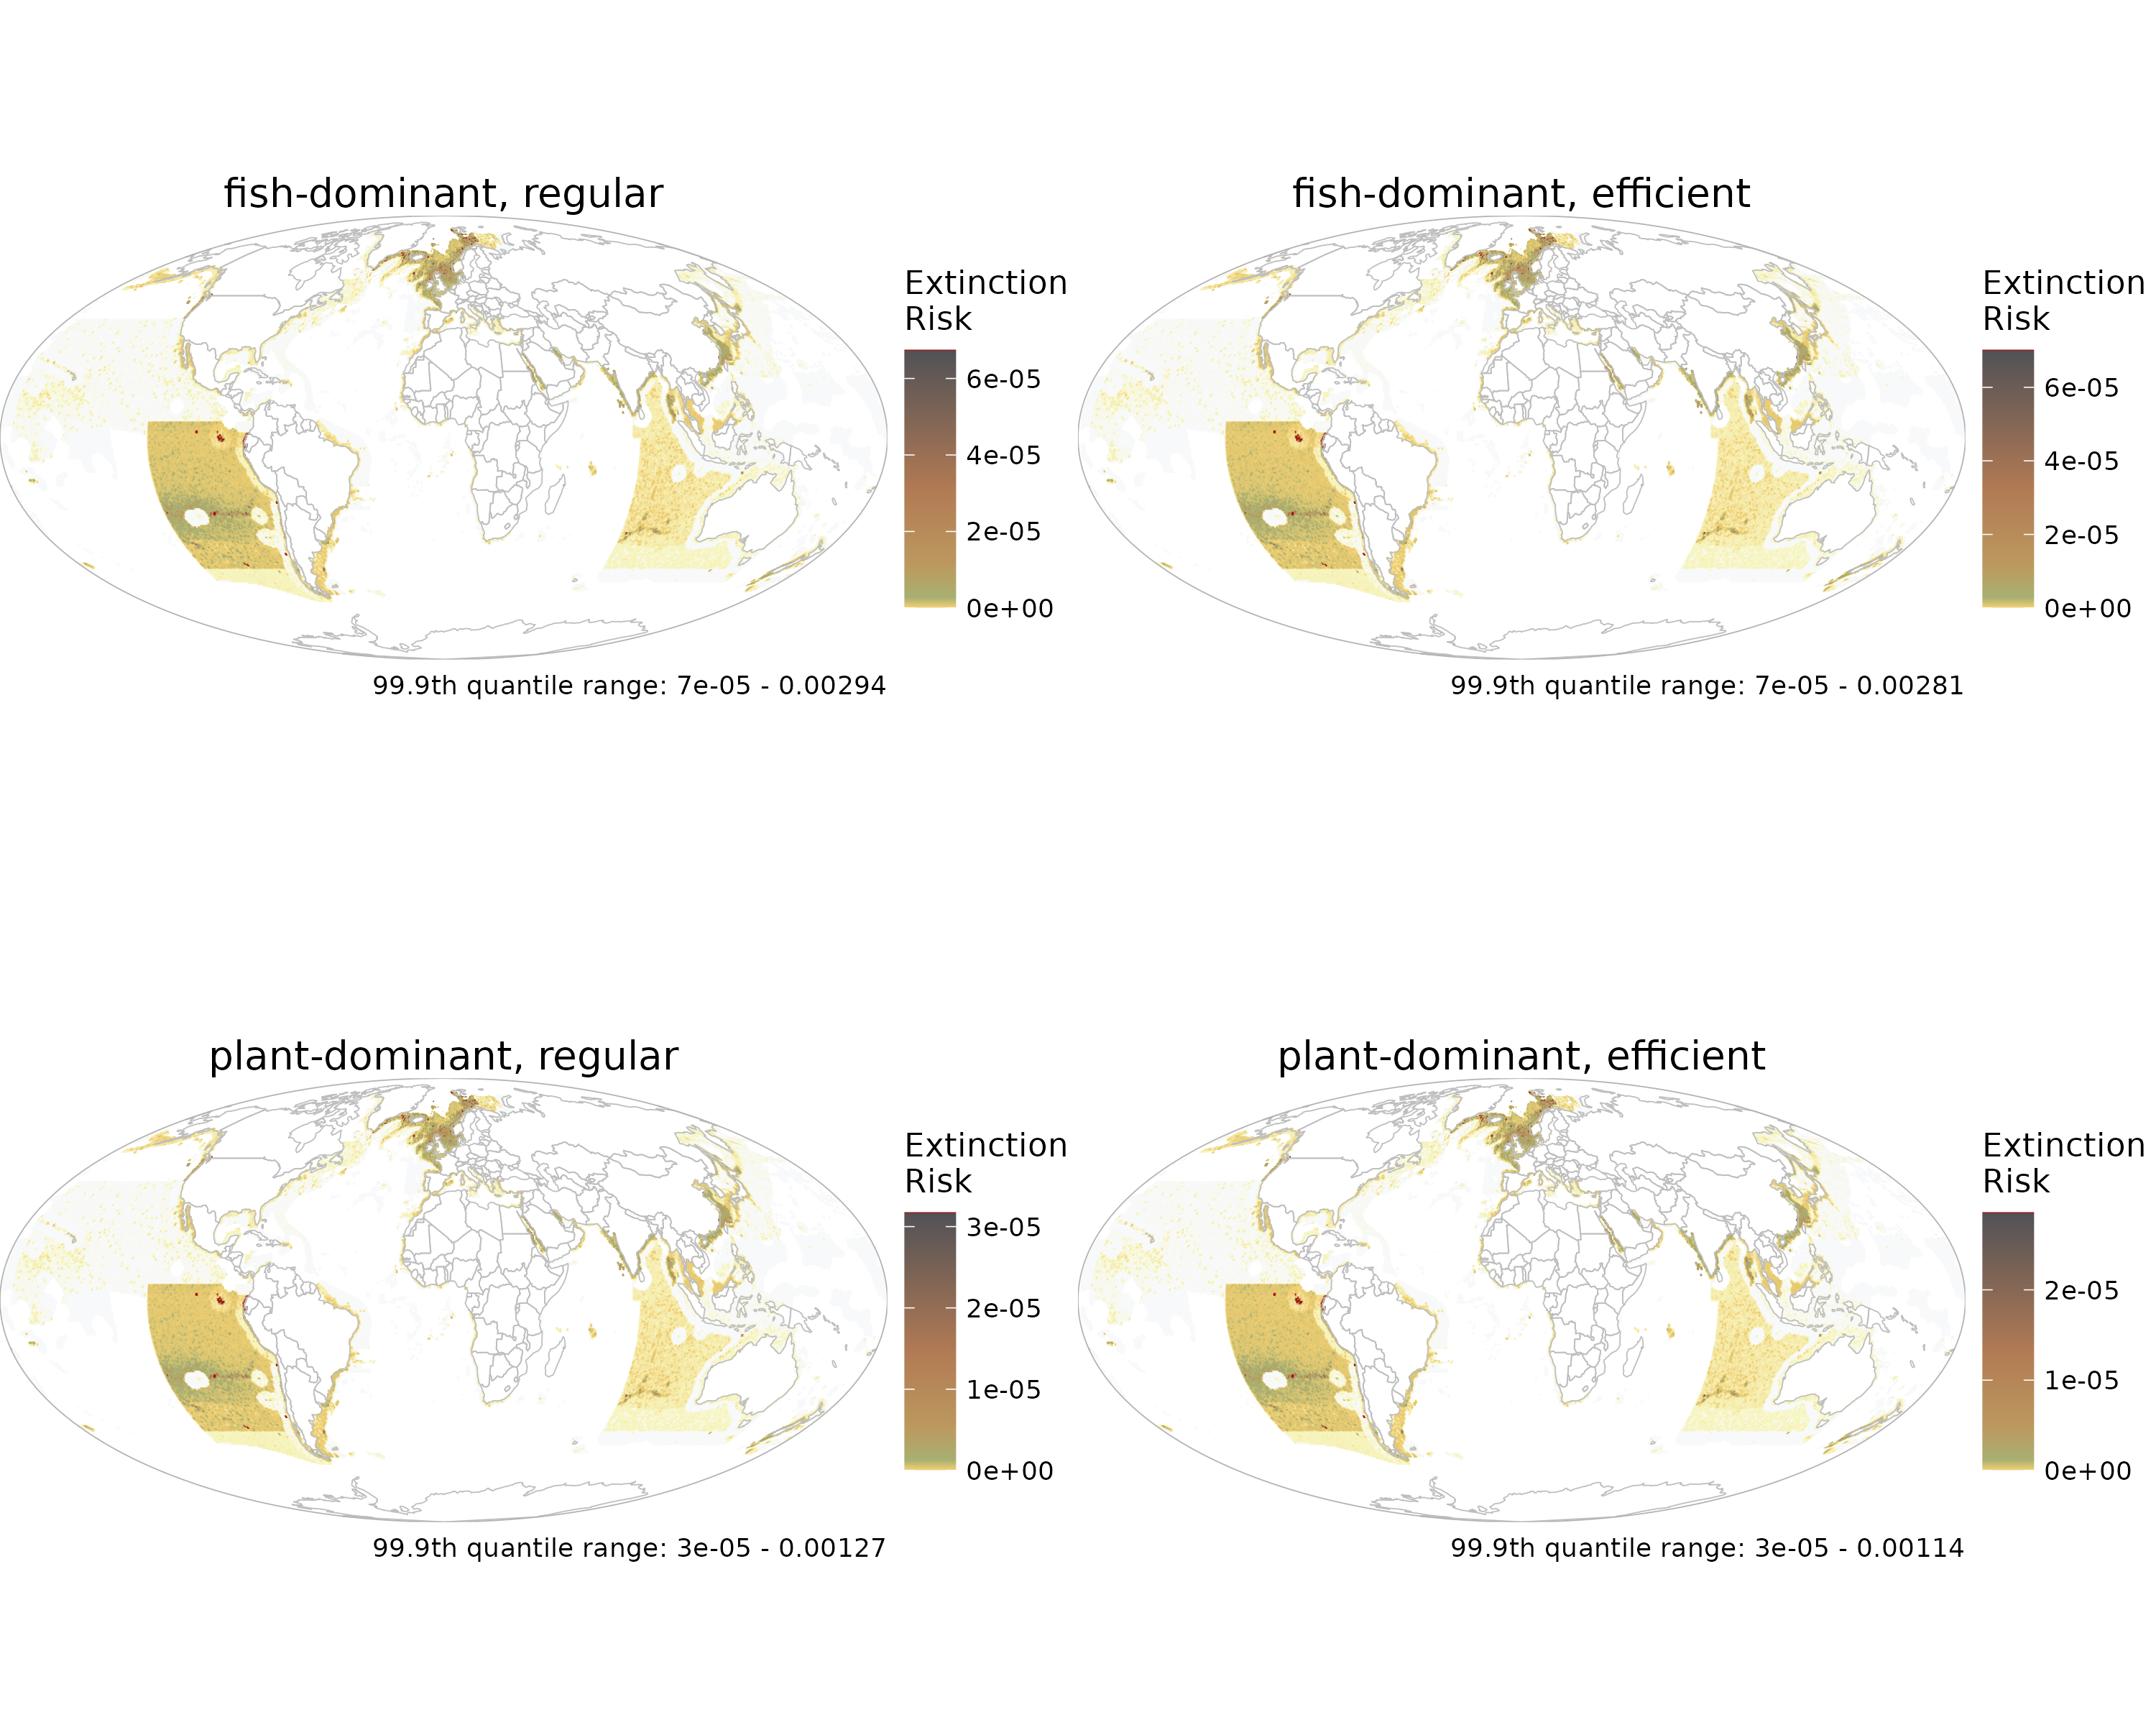 fish-dominant, regular
Extinction
Risk
6e-05
4e-05
2e-05
0e+00
99.9th quantile range: 7e-05 - 0.00294
fish-dominant, efficient
Extinction
Risk
6e-05
4e-05
2e-05
0e+00
99.9th quantile range: 7e-05 - 0.00281
plant-dominant, regular
Extinction
Risk
3e-05
2e-05
1e-05
0e+00
99.9th quantile range: 3e-05 - 0.00127
plant-dominant, efficient
Extinction
Risk
2e-05
1e-05
0e+00
99.9th quantile range: 3e-05 - 0.00114